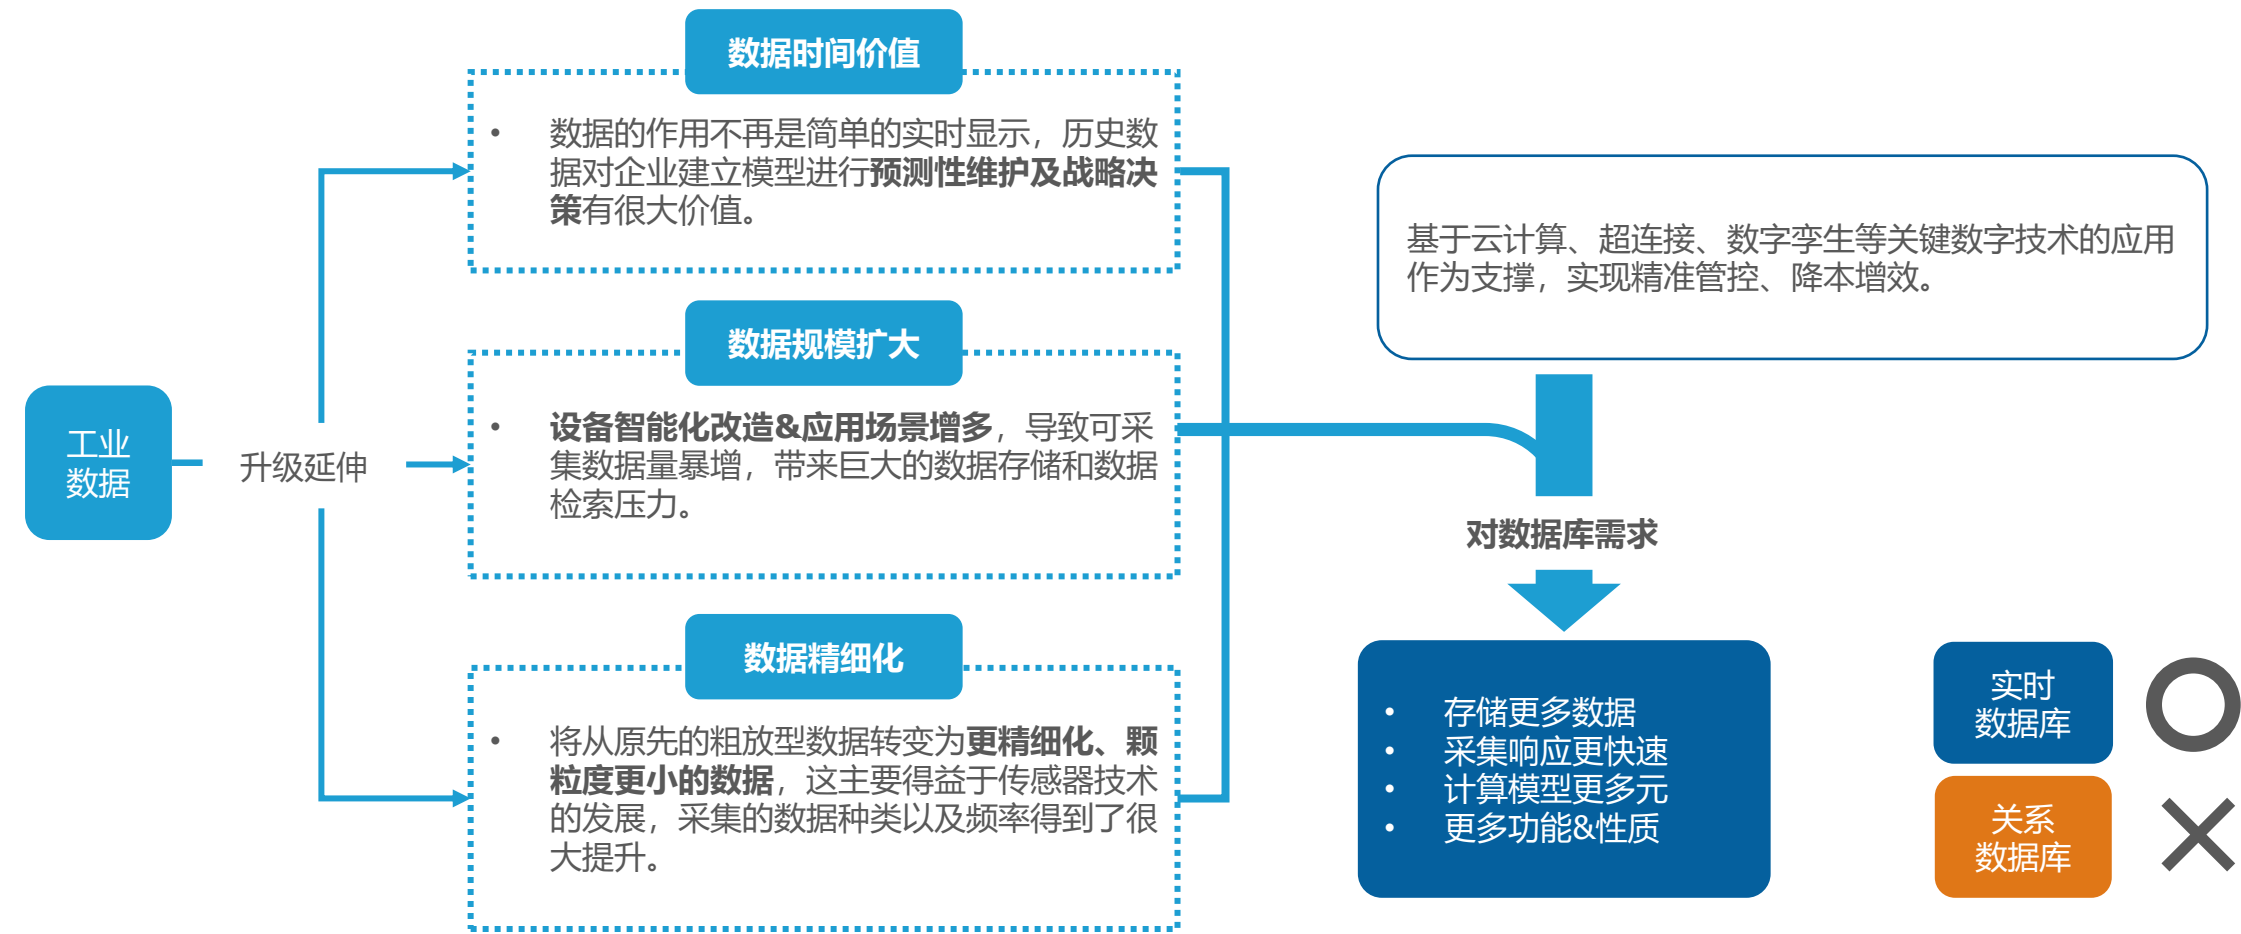 工业
数据
升级延伸
数据时间价值
• 数据的作用不再是简单的实时显示，历史数
据对企业建立模型进行预测性维护及战略决
策有很大价值。
数据规模扩大
• 设备智能化改造&应用场景增多，导致可采
集数据量暴增，带来巨大的数据存储和数据
检索压力。
数据精细化
• 将从原先的粗放型数据转变为更精细化、颗
粒度更小的数据，这主要得益于传感器技术
的发展，采集的数据种类以及频率得到了很
大提升。
基于云计算、超连接、数字孪生等关键数字技术的应用
作为支撑，实现精准管控、降本增效。
对数据库需求
• 存储更多数据
• 采集响应更快速
• 计算模型更多元
• 更多功能&性质
实时
数据库
关系
数据库